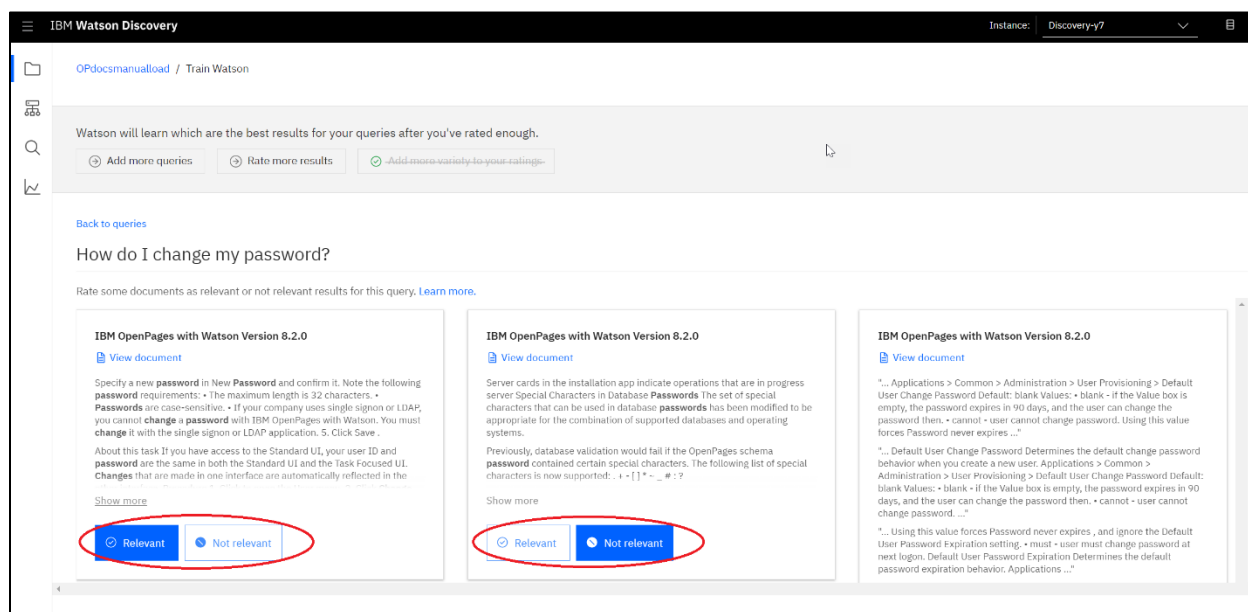 IBM Watson Discovery
Instance: Discovery-y7
OPdocsmanualload / Train Watson
Watson will learn which are the best results for your queries after you've rated enough.
Add more queries
Rate more results
Add more variety to your ratings
Back to queries
How do I change my password?
Rate some documents as relevant or not relevant results for this query. Learn more.
IBM OpenPages with Watson Version 8.2.0
View document
Specify a new password in New Password and confirm it. Note the following
password requirements: • The maximum length is 32 characters. •
Passwords are case-sensitive. • If your company uses single signon or LDAP,
you cannot change a password with IBM OpenPages with Watson. You must
change it with the single signon or LDAP application. 5. Click Save .
About this task If you have access to the Standard UI, your user ID and
password are the same in both the Standard UI and the Task Focused UI.
Changes that are made in one interface are automatically reflected in the
Show more
Relevant
Not relevant
IBM OpenPages with Watson Version 8.2.0
View document
Server cards in the installation app indicate operations that are in progress
server Special Characters in Database Passwords The set of special
characters that can be used in database passwords has been modified to be
appropriate for the combination of supported databases and operating
systems.
Previously, database validation would fail if the OpenPages schema
password contained certain special characters. The following list of special
characters is now supported: . + - [ ] * ~ _ # : ?
Show more
Relevant
Not relevant
IBM OpenPages with Watson Version 8.2.0
View document
"... Applications > Common > Administration > User Provisioning > Default
User Change Password Default: blank Values: • blank - if the Value box is
empty, the password expires in 90 days, and the user can change the
password then. • cannot - user cannot change password. Using this value
forces Password never expires ..."
"... Default User Change Password Determines the default change password
behavior when you create a new user. Applications > Common >
Administration > User Provisioning > Default User Change Password Default:
blank Values: • blank - if the Value box is empty, the password expires in 90
days, and the user can change the password then. • cannot - user cannot
change password. ..."
"... Using this value forces Password never expires , and ignore the Default
User Password Expiration setting. • must - user must change password at
next logon. Default User Password Expiration Determines the default
password expiration behavior. Applications ..."